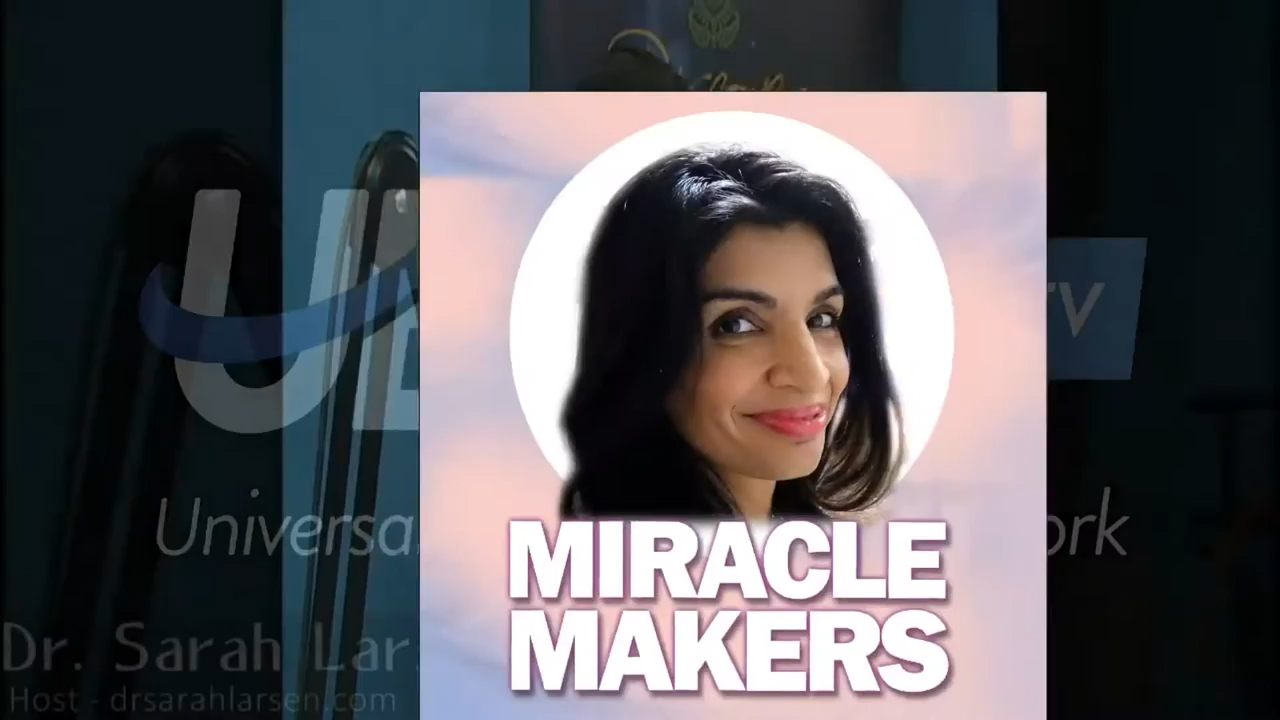 TV
Universa
ork
MIRACLE
MAKERS
Dr. Sarah Lar
Host - drsarahlarsen.com